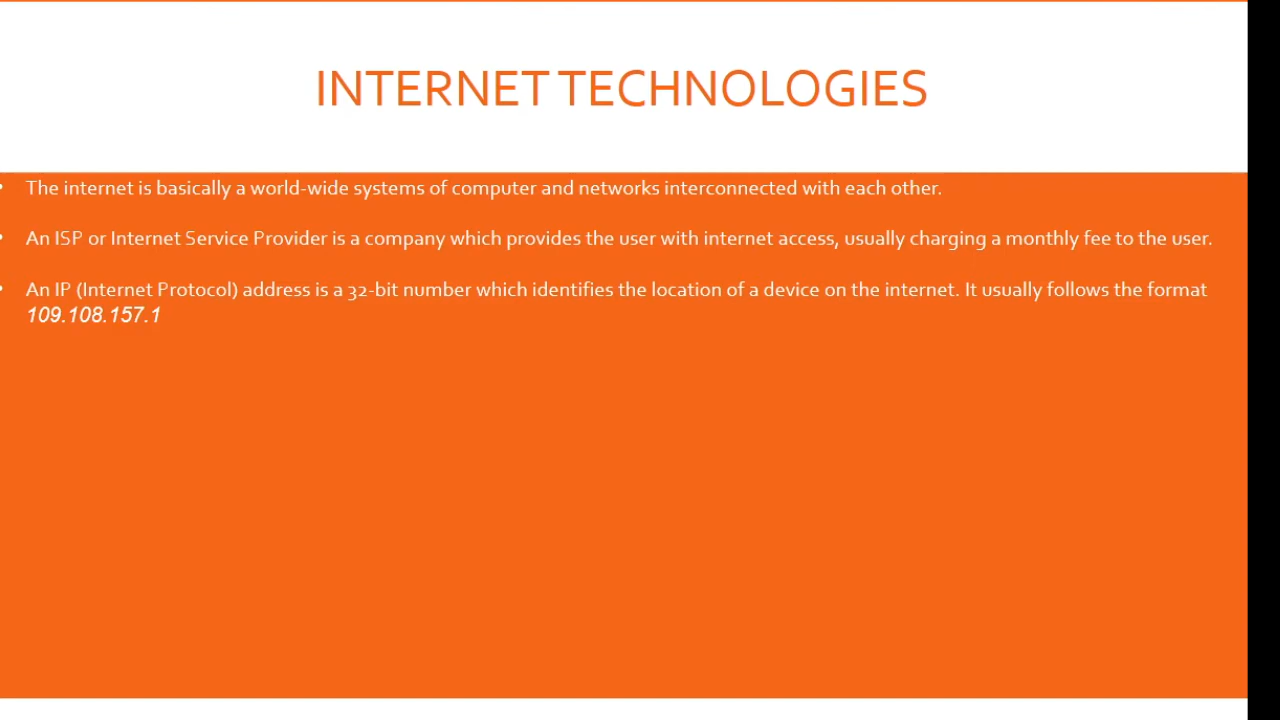 INTERNET TECHNOLOGIES
• The internet is basically a world-wide systems of computer and networks interconnected with each other.
• An ISP or Internet Service Provider is a company which provides the user with internet access, usually charging a monthly fee to the user.
• An IP (Internet Protocol) address is a 32-bit number which identifies the location of a device on the internet. It usually follows the format
109.108.157.1